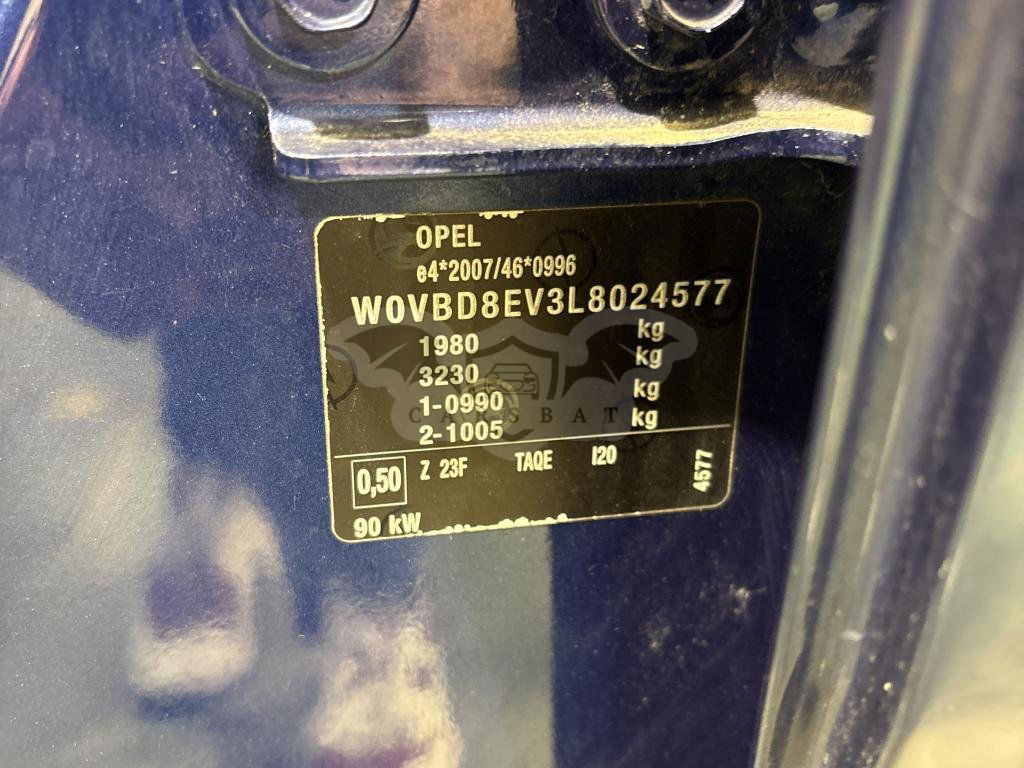 OPEL
e4*2007/46*0996
W0VBD8EV3L8024577
1980 kg
3230 kg
1-0990 kg
2-1005 kg
CARSBAT
0,50 Z 23F TAQE I20 4577
90 kW